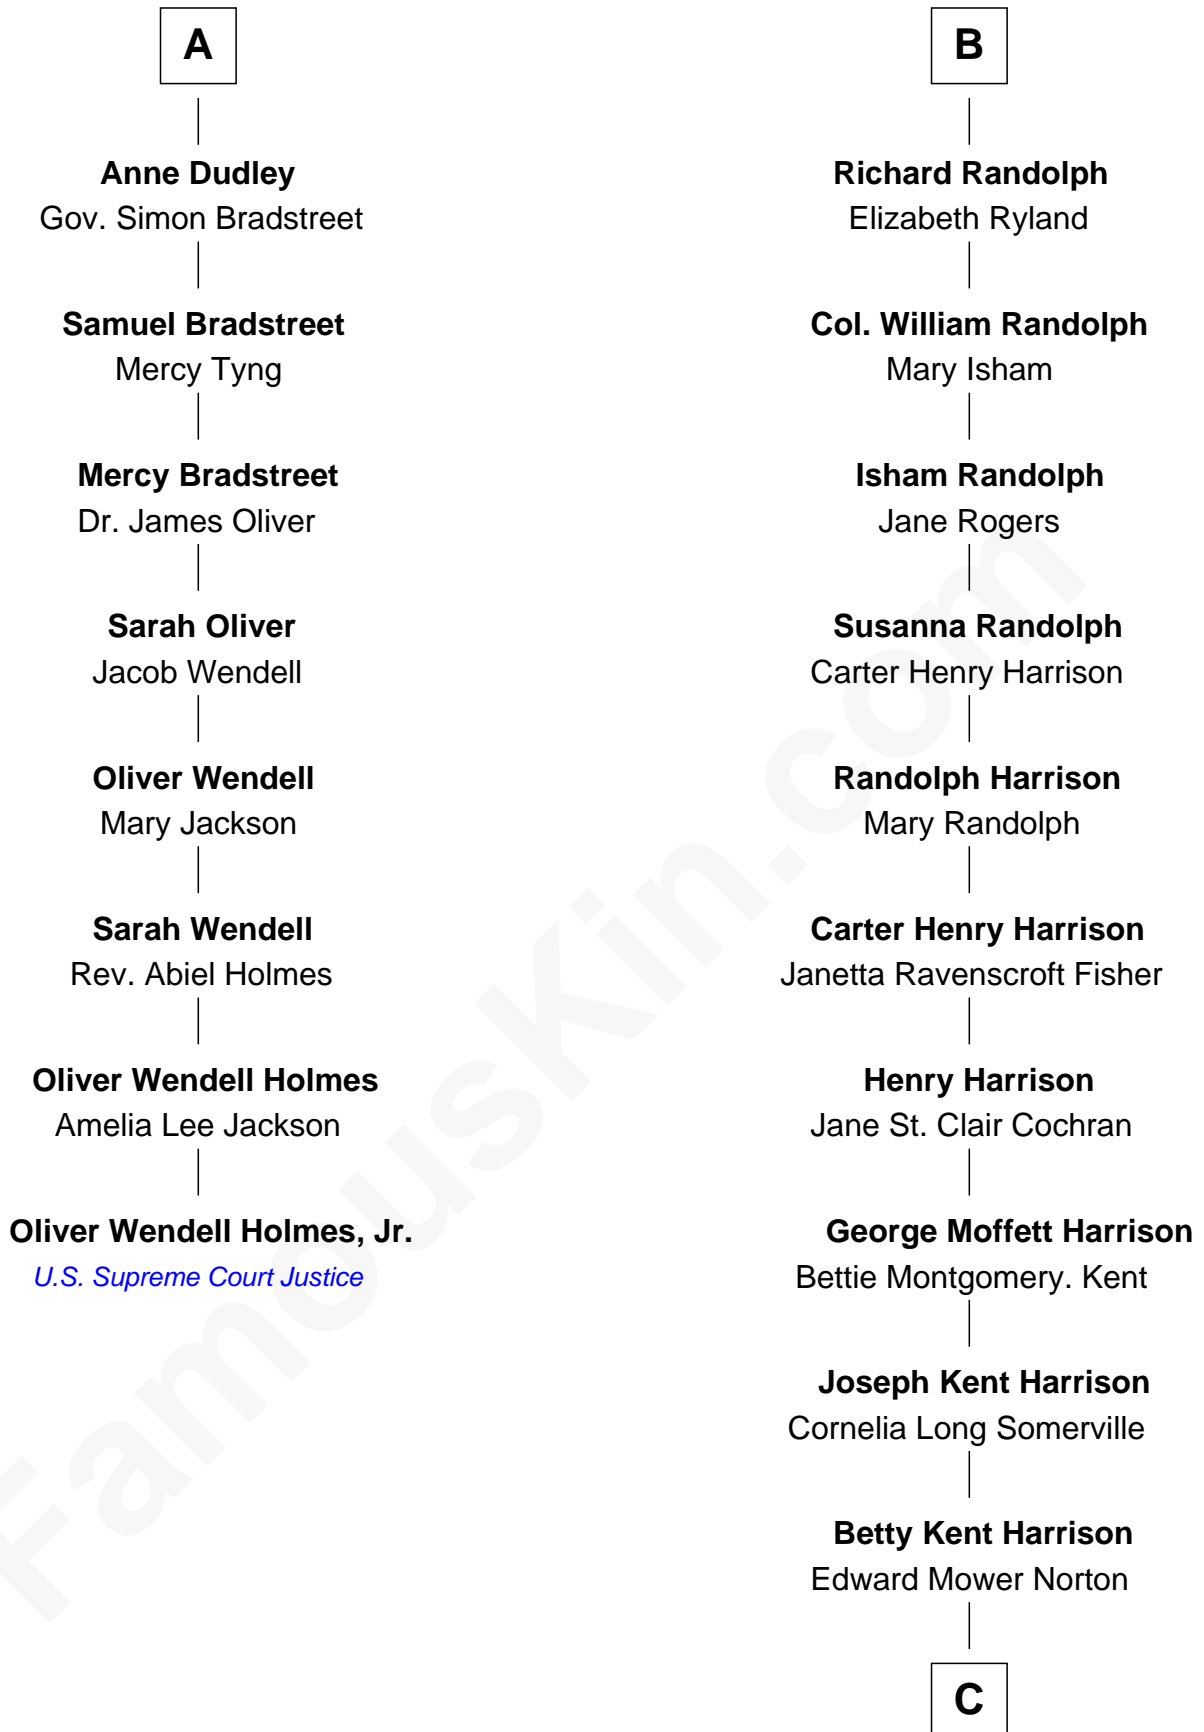 A
Anne Dudley
Gov. Simon Bradstreet
Samuel Bradstreet
Mercy Tyng
Mercy Bradstreet
Dr. James Oliver
Sarah Oliver
Jacob Wendell
Oliver Wendell
Mary Jackson
Sarah Wendell
Rev. Abiel Holmes
Oliver Wendell Holmes
Amelia Lee Jackson
Oliver Wendell Holmes, Jr.
U.S. Supreme Court Justice
B
Richard Randolph
Elizabeth Ryland
Col. William Randolph
Mary Isham
Isham Randolph
Jane Rogers
Susanna Randolph
Carter Henry Harrison
Randolph Harrison
Mary Randolph
Carter Henry Harrison
Janetta Ravenscroft Fisher
Henry Harrison
Jane St. Clair Cochran
George Moffett Harrison
Bettie Montgomery. Kent
Joseph Kent Harrison
Cornelia Long Somerville
Betty Kent Harrison
Edward Mower Norton
C
FamousKin.com